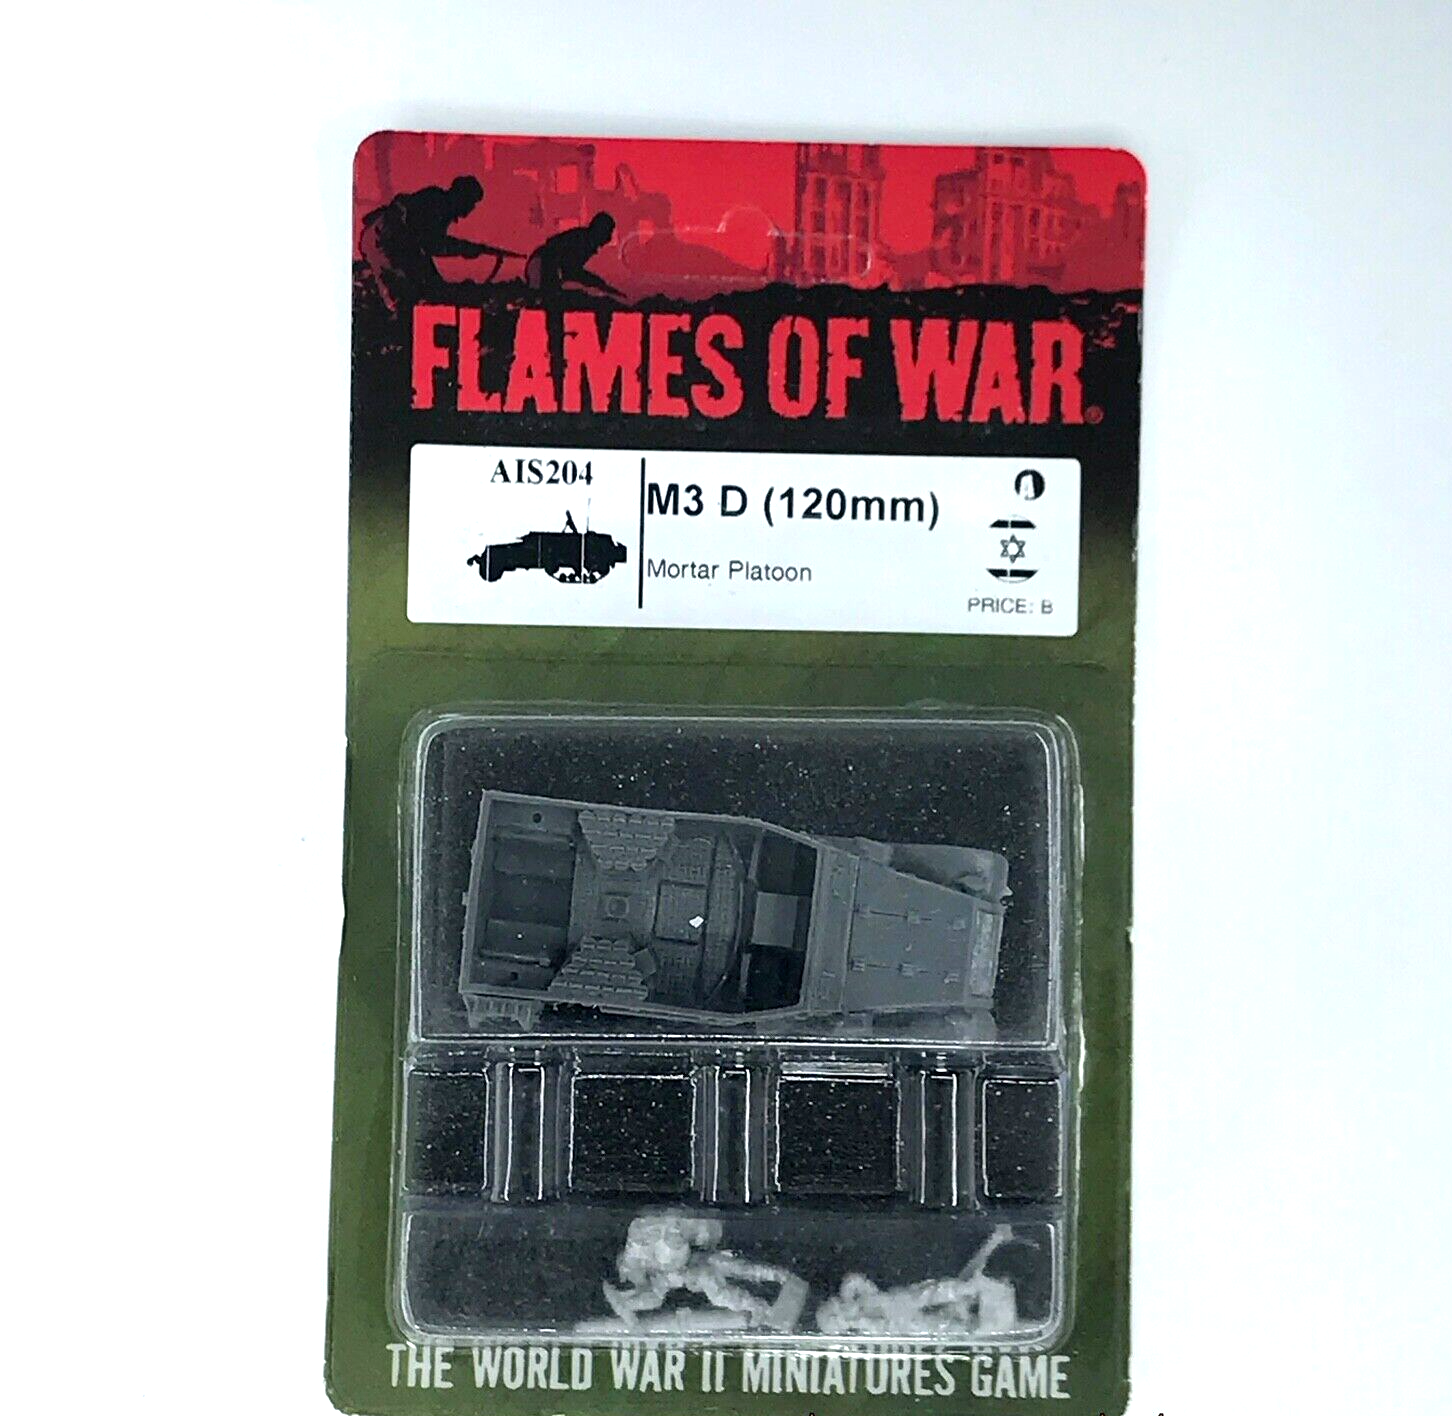 FLAMES OF WAR®
AIS204
M3 D (120mm)
Mortar Platoon
PRICE: B
THE WORLD WAR II MINIATURES GAME